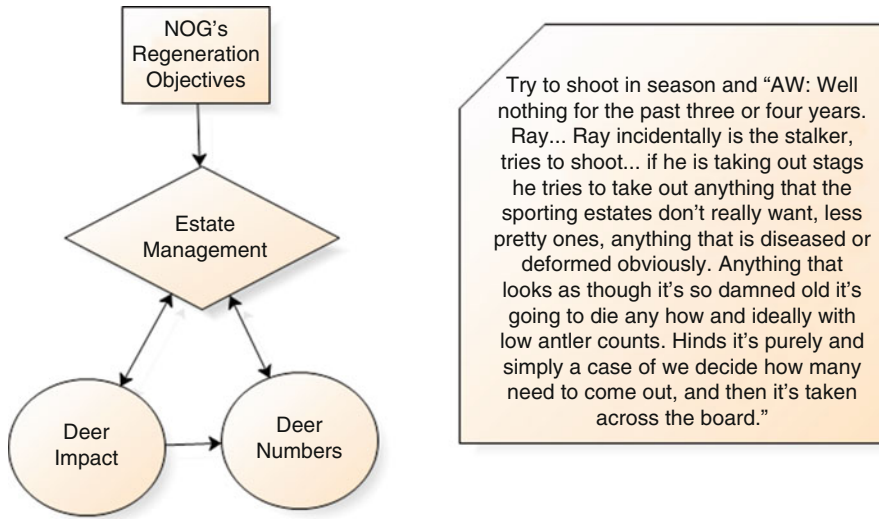 NOG's
Regeneration
Objectives
Estate
Management
Deer
Impact
Deer
Numbers
Try to shoot in season and “AW: Well
nothing for the past three or four years.
Ray... Ray incidentally is the stalker,
tries to shoot... if he is taking out stags
he tries to take out anything that the
sporting estates don't really want, less
pretty ones, anything that is diseased or
deformed obviously. Anything that
looks as though it's so damned old it's
going to die any how and ideally with
low antler counts. Hinds it's purely and
simply a case of we decide how many
need to come out, and then it's taken
across the board.”